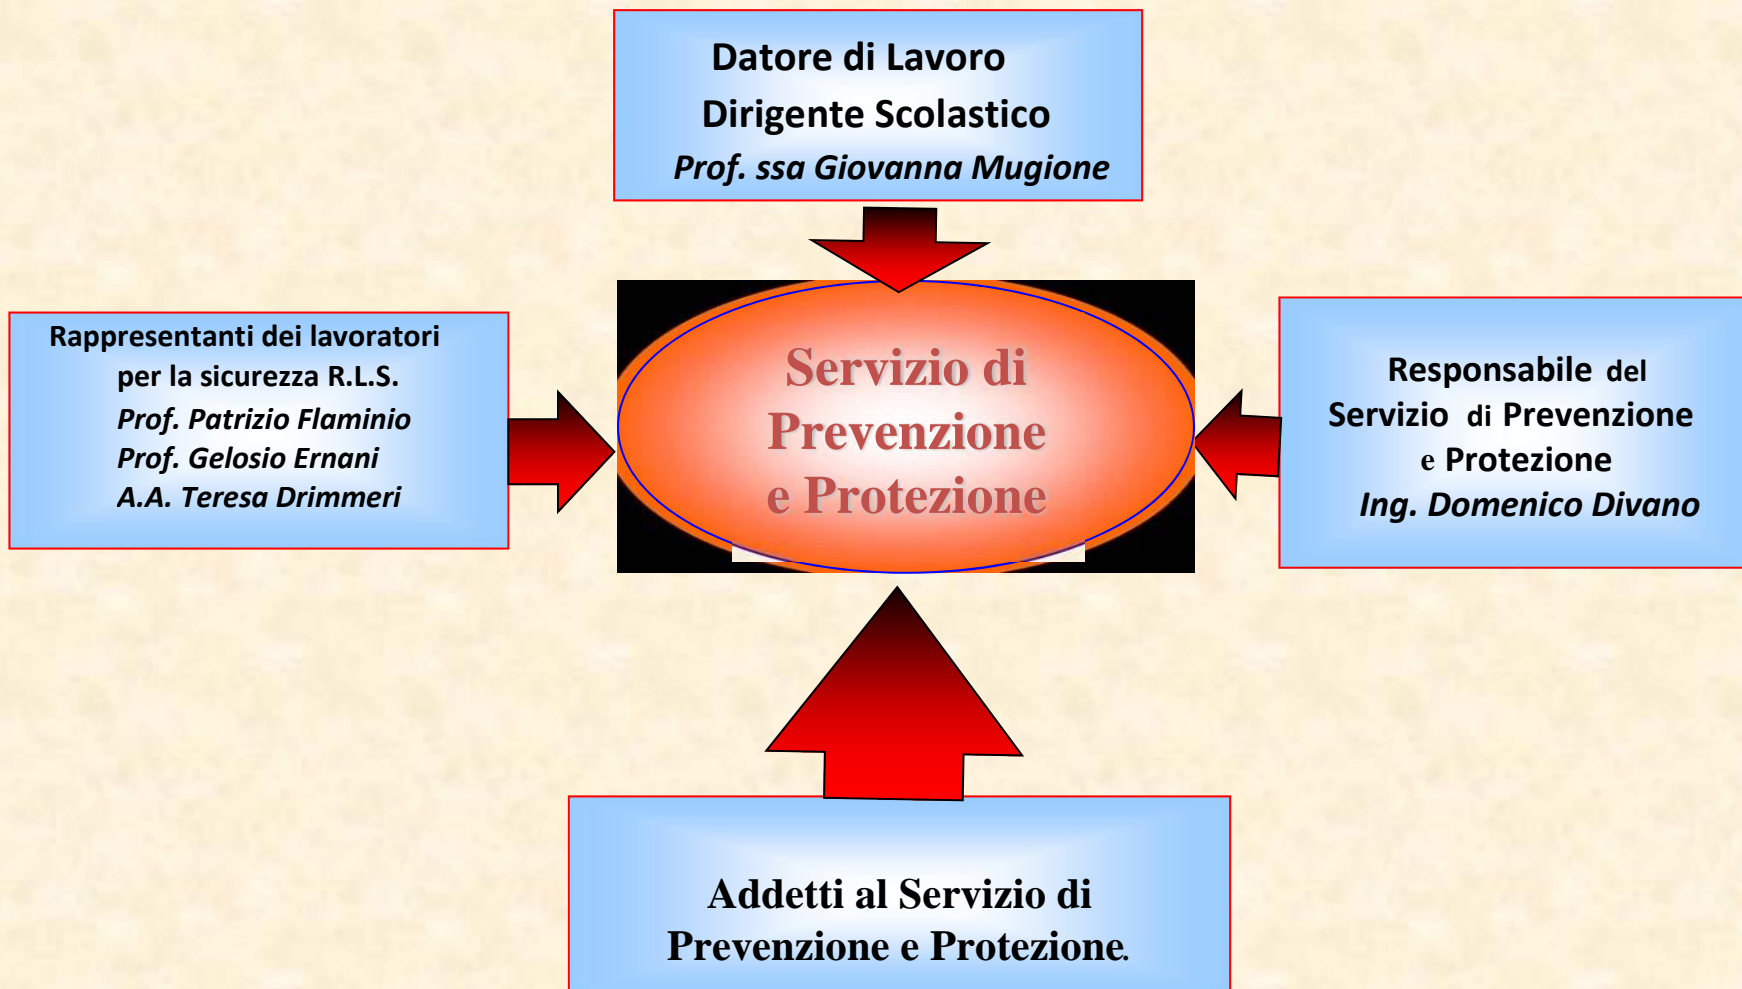 Datore di Lavoro
Dirigente Scolastico
Prof. ssa Giovanna Mugione
Rappresentanti dei lavoratori
per la sicurezza R.L.S.
Prof. Patrizio Flaminio
Prof. Gelosio Ernani
A.A. Teresa Drimmeri
Servizio di
Prevenzione
e Protezione
Responsabile del
Servizio di Prevenzione
e Protezione
Ing. Domenico Divano
Addetti al Servizio di
Prevenzione e Protezione.